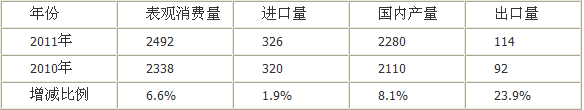 年份 表观消费量 进口量 国内产量 出口量
2011年 2492 326 2280 114
2010年 2338 320 2110 92
增减比例 6.6% 1.9% 8.1% 23.9%